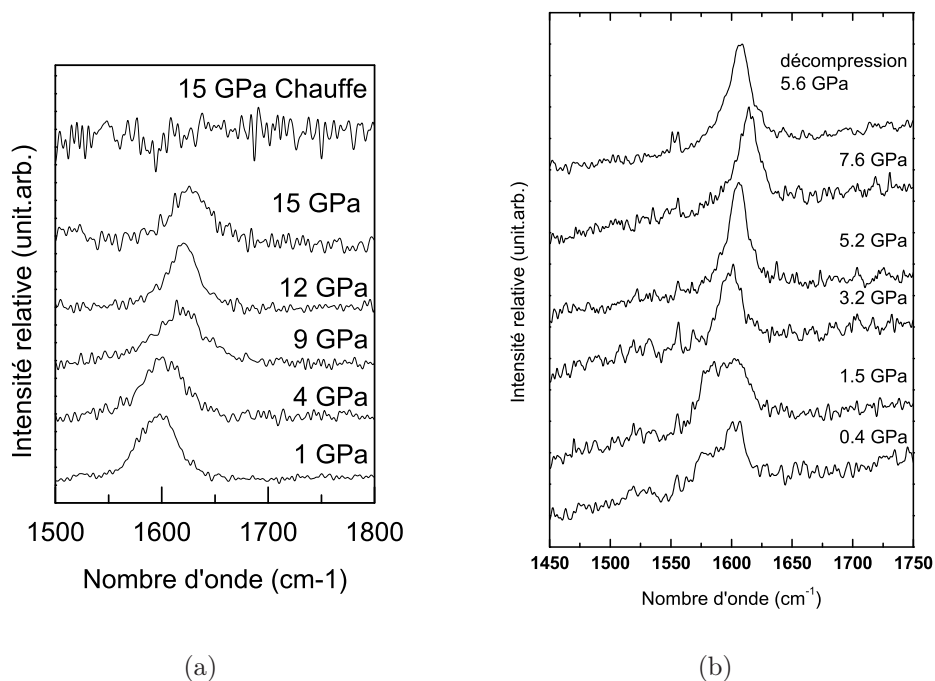 15 GPa Chauffe
15 GPa
12 GPa
9 GPa
4 GPa
1 GPa
Intensité relative (unit.arb.)
1500 1600 1700 1800
Nombre d'onde (cm-1)
(a)
décompression
5.6 GPa
7.6 GPa
5.2 GPa
3.2 GPa
1.5 GPa
0.4 GPa
Intensité relative (unit.arb.)
1450 1500 1550 1600 1650 1700 1750
Nombre d'onde (cm⁻¹)
(b)